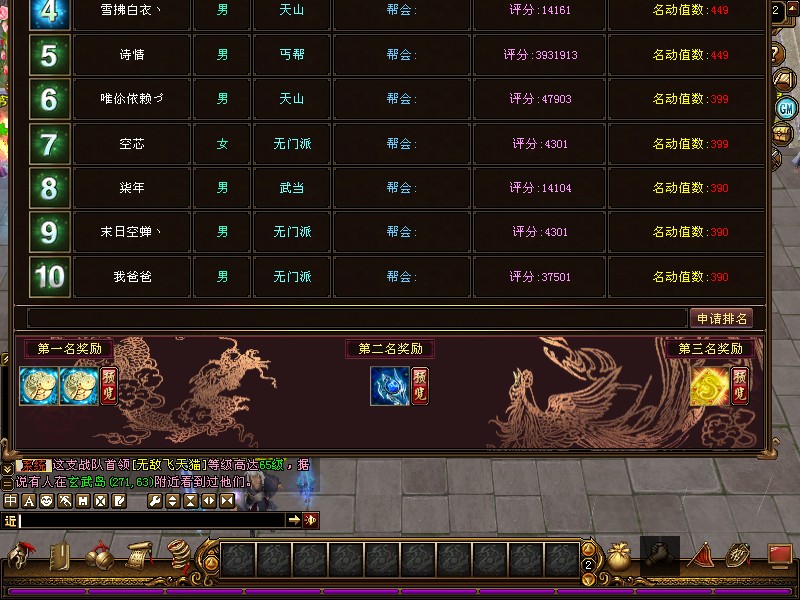 4 雪拂白衣丶 男 天山 帮会: 评分:14161 名动值数:449
5 诗情 男 丐帮 帮会: 评分:3931913 名动值数:449
6 唯伱依赖づ 男 天山 帮会: 评分:47903 名动值数:399
7 空芯 女 无门派 帮会: 评分:4301 名动值数:399
8 柒年 男 武当 帮会: 评分:14104 名动值数:390
9 末日空蝉丶 男 无门派 帮会: 评分:4301 名动值数:390
10 我爸爸 男 无门派 帮会: 评分:37501 名动值数:390
申请排名
第一名奖励 第二名奖励 第三名奖励
预览 预览 预览
系统 这支战队首领[无敌飞天猫]等级高达65级，据
说有人在玄武岛(271,63)附近看到过他们。
中 A
近
2
2
GM